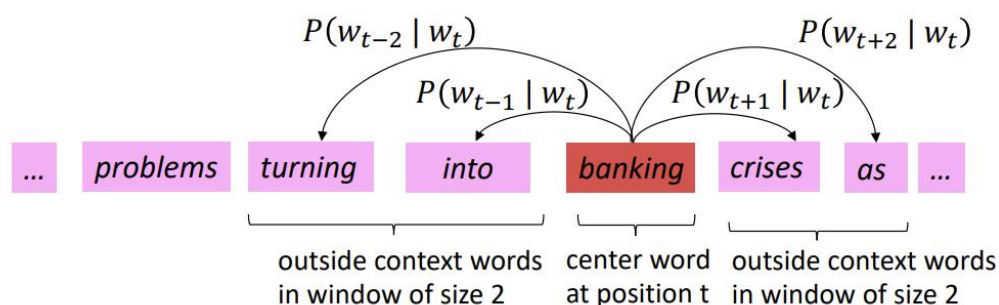 P(w_{t-2} | w_t) P(w_{t+2} | w_t)
P(w_{t-1} | w_t) P(w_{t+1} | w_t)
... problems turning into banking crises as ...
outside context words center word outside context words
in window of size 2 at position t in window of size 2